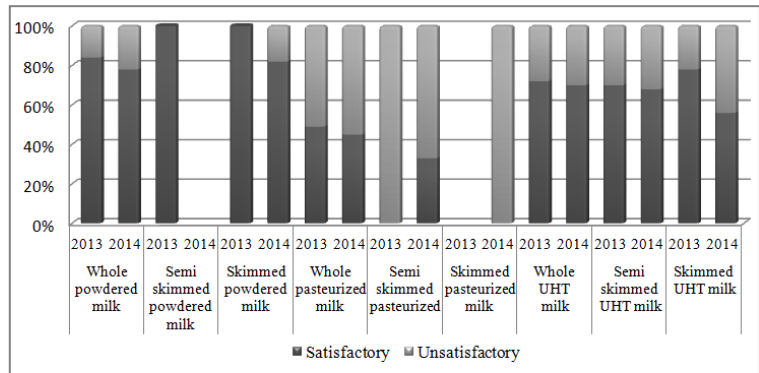 100%
80%
60%
40%
20%
0%
2013 2014 2013 2014 2013 2014 2013 2014 2013 2014 2013 2014 2013 2014 2013 2014 2013 2014
Whole powdered milk
Semi skimmed powdered milk
Skimmed powdered milk
Whole pasteurized milk
Semi skimmed pasteurized
Skimmed pasteurized milk
Whole UHT milk
Semi skimmed UHT milk
Skimmed UHT milk
Satisfactory Unsatisfactory